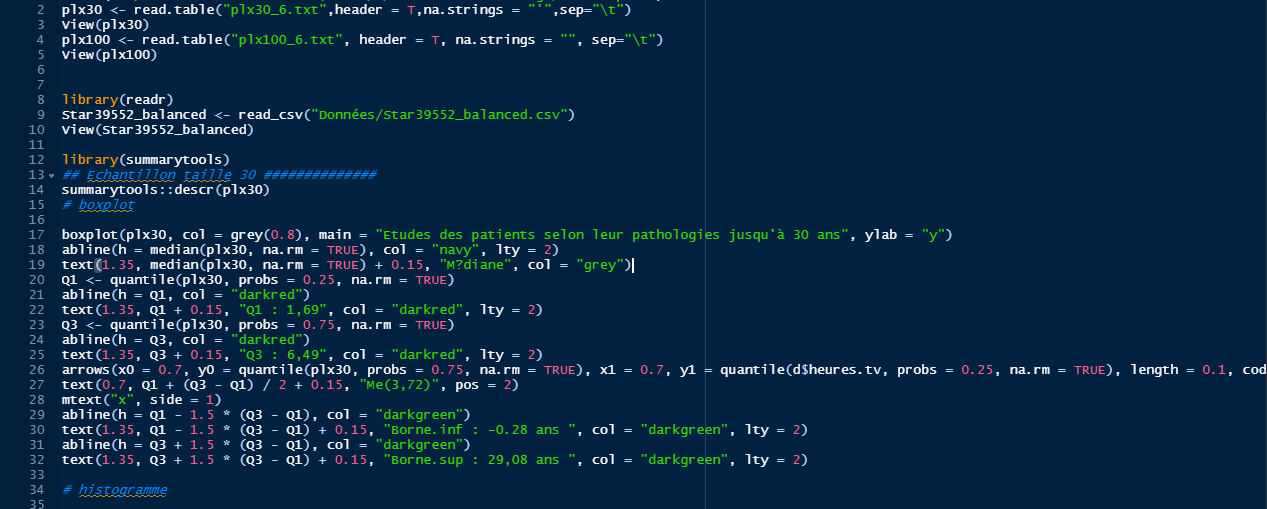 2 plx30 <- read.table("plx30_6.txt",header = T,na.strings = "'",sep="\t")
3 View(plx30)
4 plx100 <- read.table("plx100_6.txt", header = T, na.strings = "", sep="\t")
5 View(plx100)
6
7
8 library(readr)
9 Star39552_balanced <- read_csv("Données/Star39552_balanced.csv")
10 View(Star39552_balanced)
11
12 library(summarytools)
13 ## Echantillon taille 30 ##############
14 summarytools::descr(plx30)
15 # boxplot
16
17 boxplot(plx30, col = grey(0.8), main = "Etudes des patients selon leur pathologies jusqu'à 30 ans", ylab = "y")
18 abline(h = median(plx30, na.rm = TRUE), col = "navy", lty = 2)
19 text(1.35, median(plx30, na.rm = TRUE) + 0.15, "M?diane", col = "grey")
20 Q1 <- quantile(plx30, probs = 0.25, na.rm = TRUE)
21 abline(h = Q1, col = "darkred")
22 text(1.35, Q1 + 0.15, "Q1 : 1,69", col = "darkred", lty = 2)
23 Q3 <- quantile(plx30, probs = 0.75, na.rm = TRUE)
24 abline(h = Q3, col = "darkred")
25 text(1.35, Q3 + 0.15, "Q3 : 6,49", col = "darkred", lty = 2)
26 arrows(x0 = 0.7, y0 = quantile(plx30, probs = 0.75, na.rm = TRUE), x1 = 0.7, y1 = quantile(d$heures.tv, probs = 0.25, na.rm = TRUE), length = 0.1, cod
27 text(0.7, Q1 + (Q3 - Q1) / 2 + 0.15, "Me(3,72)", pos = 2)
28 mtext("x", side = 1)
29 abline(h = Q1 - 1.5 * (Q3 - Q1), col = "darkgreen")
30 text(1.35, Q1 - 1.5 * (Q3 - Q1) + 0.15, "Borne.inf : -0.28 ans ", col = "darkgreen", lty = 2)
31 abline(h = Q3 + 1.5 * (Q3 - Q1), col = "darkgreen")
32 text(1.35, Q3 + 1.5 * (Q3 - Q1) + 0.15, "Borne.sup : 29,08 ans ", col = "darkgreen", lty = 2)
33
34 # histogramme
35